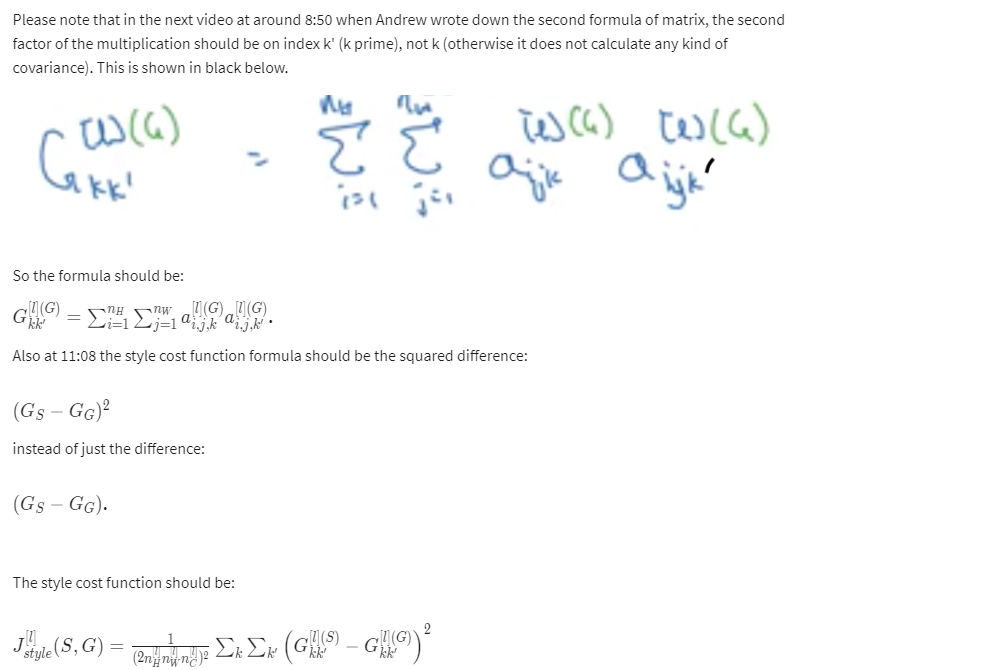 Please note that in the next video at around 8:50 when Andrew wrote down the second formula of matrix, the second
factor of the multiplication should be on index k' (k prime), not k (otherwise it does not calculate any kind of
covariance). This is shown in black below.
G_{kk'}^{[l](G)} = \sum_{i=1}^{n_H} \sum_{j=1}^{n_W} a_{ijk}^{[l](G)} a_{ijk'}^{[l](G)}
So the formula should be:
G_{kk'}^{[l](G)} = \sum_{i=1}^{n_H} \sum_{j=1}^{n_W} a_{i,j,k}^{[l](G)} a_{i,j,k'}^{[l](G)}.
Also at 11:08 the style cost function formula should be the squared difference:
(G_S − G_G)^2
instead of just the difference:
(G_S − G_G).
The style cost function should be:
J_{style}^{[l]}(S, G) = \frac{1}{(2n_H^{[l]} n_W^{[l]} n_C^{[l]})^2} \sum_k \sum_{k'} \left(G_{kk'}^{[l](S)} − G_{kk'}^{[l](G)}\right)^2